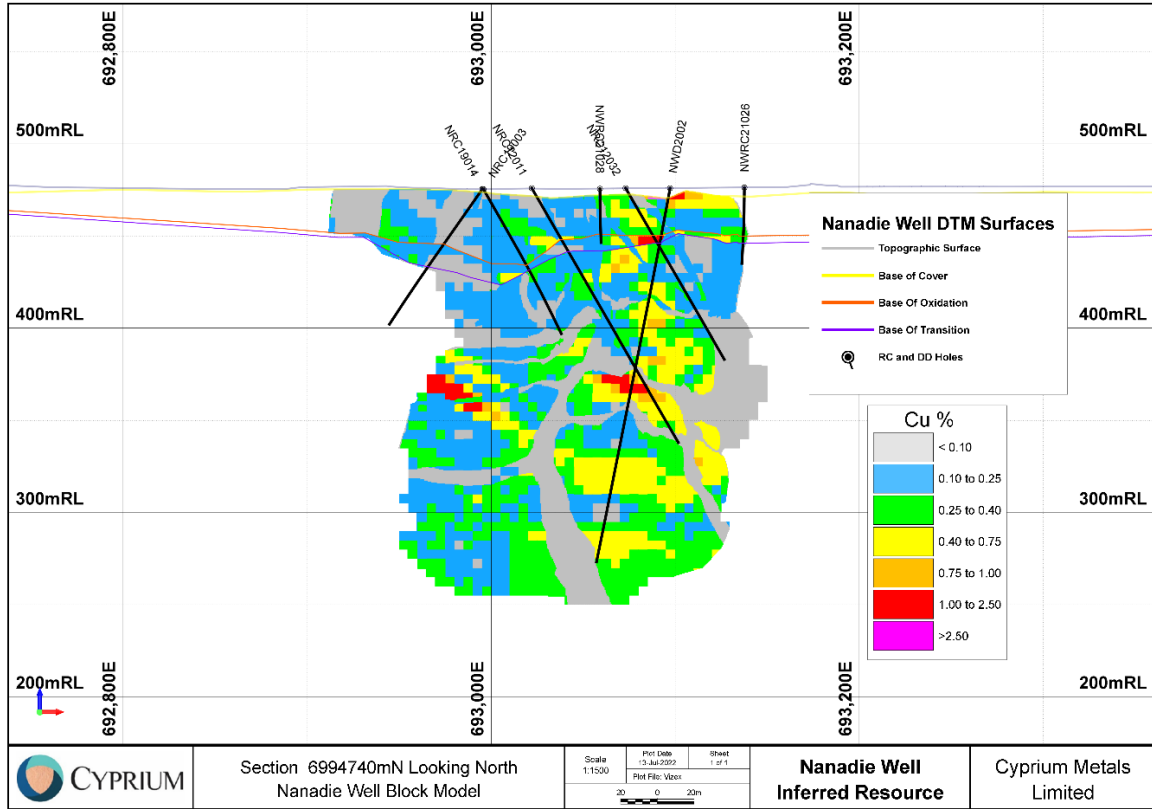 692,800E
693,000E
693,200E
500mRL
500mRL
NRC19014
NRC12011
NRC12032
NWD2002
NWRC21026
Nanadie Well DTM Surfaces
Topographic Surface
Base of Cover
Base Of Oxidation
Base Of Transition
RC and DD Holes
400mRL
Cu %
< 0.10
0.10 to 0.25
0.25 to 0.40
0.40 to 0.75
0.75 to 1.00
1.00 to 2.50
>2.50
300mRL
300mRL
200mRL
200mRL
692,800E
693,000E
693,200E
CYPRIUM
Section 6994740mN Looking North
Nanadie Well Block Model
Scale
1:1500
Plot Date
13-Jul-2022
Sheet
1 of 1
Plot File: Vizex
20 0 20m
Nanadie Well
Inferred Resource
Cyprium Metals
Limited